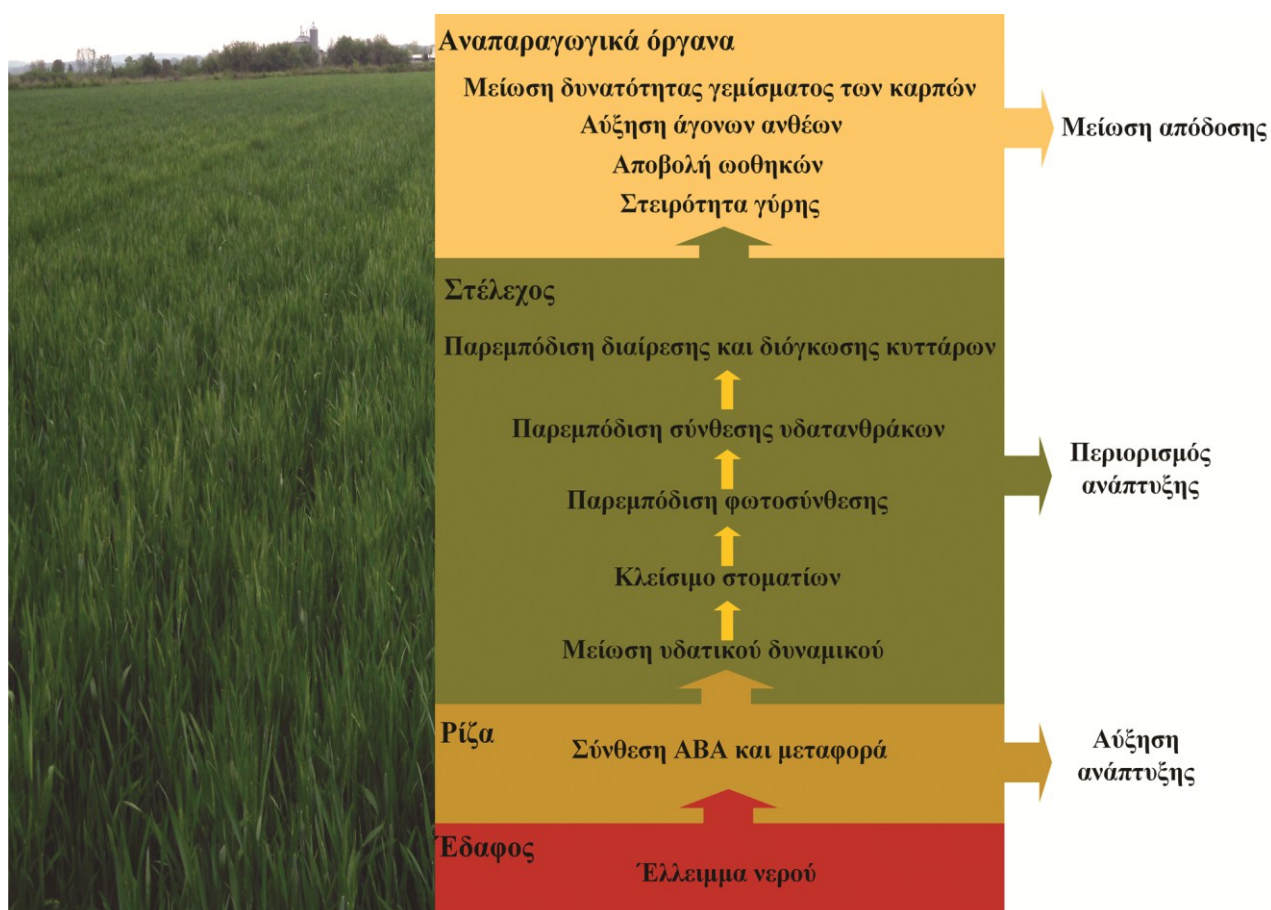 Αναπαραγωγικά όργανα
Μείωση δυνατότητας γεμίσματος των καρπών
Αύξηση άγονων ανθέων
Αποβολή ωοθηκών
Στειρότητα γύρης
Μείωση απόδοσης
Στέλεχος
Παρεμπόδιση διαίρεσης και διόγκωσης κυττάρων
Παρεμπόδιση σύνθεσης υδατανθράκων
Παρεμπόδιση φωτοσύνθεσης
Κλείσιμο στοματίων
Μείωση υδατικού δυναμικού
Περιορισμός
ανάπτυξης
Ρίζα
Σύνθεση ΑΒΑ και μεταφορά
Αύξηση
ανάπτυξης
Έδαφος
Έλλειμμα νερού